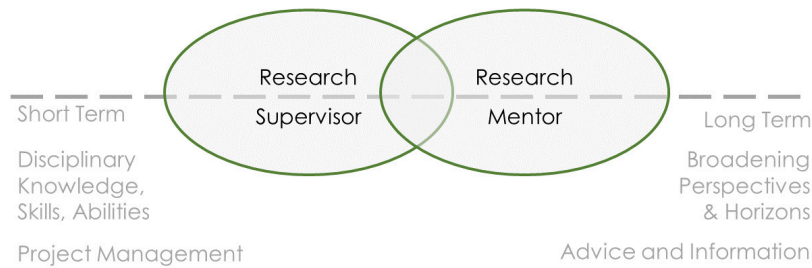 Research
Supervisor
Research
Mentor
Short Term
Disciplinary
Knowledge,
Skills, Abilities
Project Management
Long Term
Broadening
Perspectives
& Horizons
Advice and Information